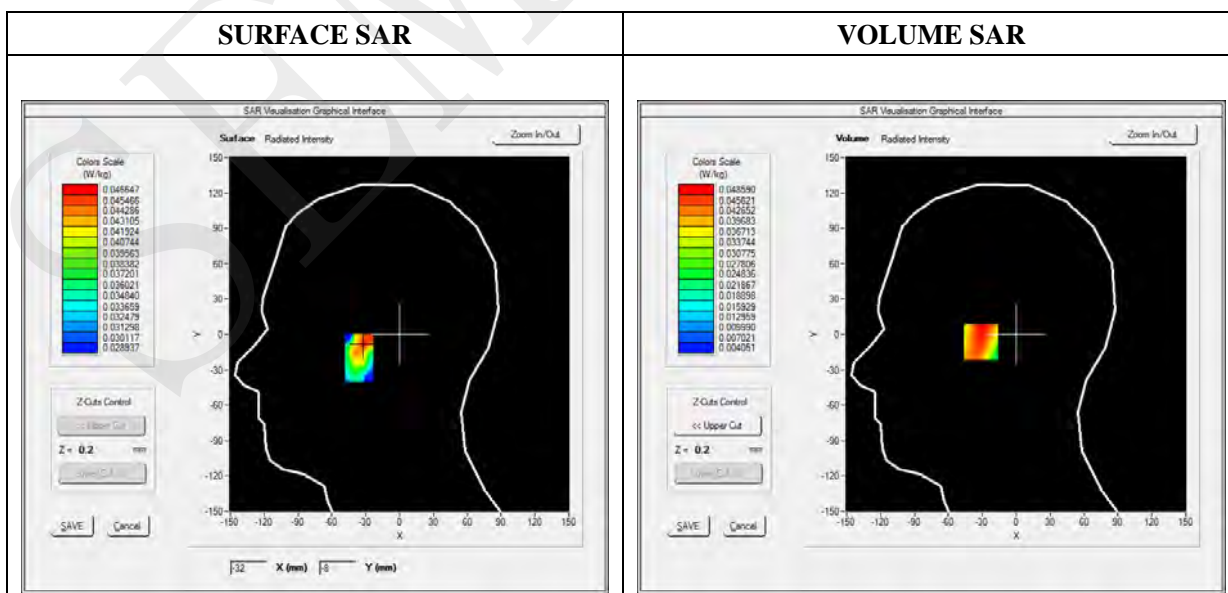 SURFACE SAR
VOLUME SAR
SAR Visualisation Graphical Interface
Surface Radiated Intensity
Zoom In/Out
Colors Scale
(W/kg)
0.046647
0.045466
0.044286
0.043105
0.041924
0.040744
0.039563
0.038382
0.037201
0.036021
0.034840
0.033659
0.032479
0.031298
0.030117
0.028937
Z-Cuts Control
<< Upper Cut
Z = 0.2 mm
SAVE Cancel
150
120
90
60
30
0
-30
-60
-90
-120
-150
Y
-150 -120 -90 -60 -30 0 30 60 90 120 150
X
-32 X (mm) -8 Y (mm)
SAR Visualisation Graphical Interface
Volume Radiated Intensity
Zoom In/Out
Colors Scale
(W/kg)
0.048590
0.045621
0.042652
0.039683
0.036713
0.033744
0.030775
0.027806
0.024836
0.021867
0.018898
0.015929
0.012959
0.009990
0.007021
0.004051
Z-Cuts Control
<< Upper Cut
Z = 0.2 mm
SAVE Cancel
150
120
90
60
30
0
-30
-60
-90
-120
-150
Y
-150 -120 -90 -60 -30 0 30 60 90 120 150
X